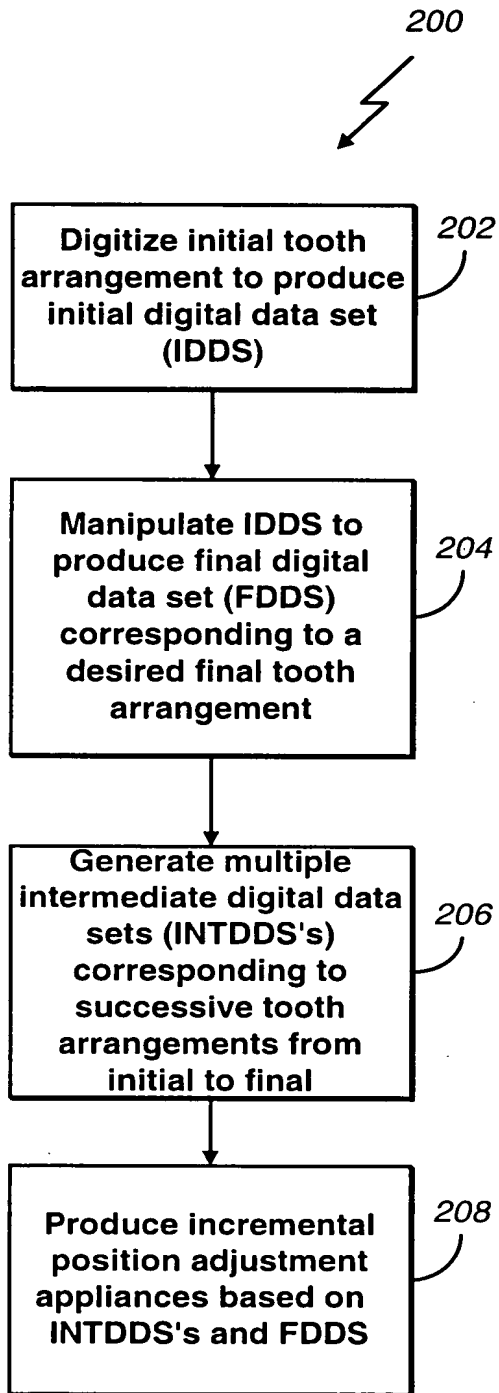 200
202
Digitize initial tooth
arrangement to produce
initial digital data set
(IDDS)
204
Manipulate IDDS to
produce final digital
data set (FDDS)
corresponding to a
desired final tooth
arrangement
206
Generate multiple
intermediate digital data
sets (INTDDS's)
corresponding to
successive tooth
arrangements from
initial to final
208
Produce incremental
position adjustment
appliances based on
INTDDS's and FDDS